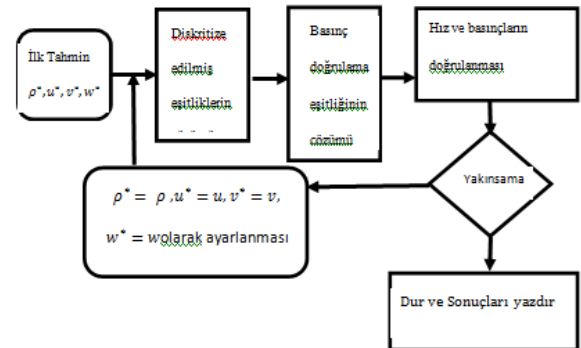 İlk Tahmin
ρ*,u*,v*,w*
Diskritize
edilmiş
eşitliklerin
Basınç
doğrulama
eşitliğinin
çözümü
Hız ve basınçların
doğrulanması
Yakınsama
ρ* = ρ ,u* = u, v* = v,
w* = wolarak ayarlanması
Dur ve Sonuçları yazdır